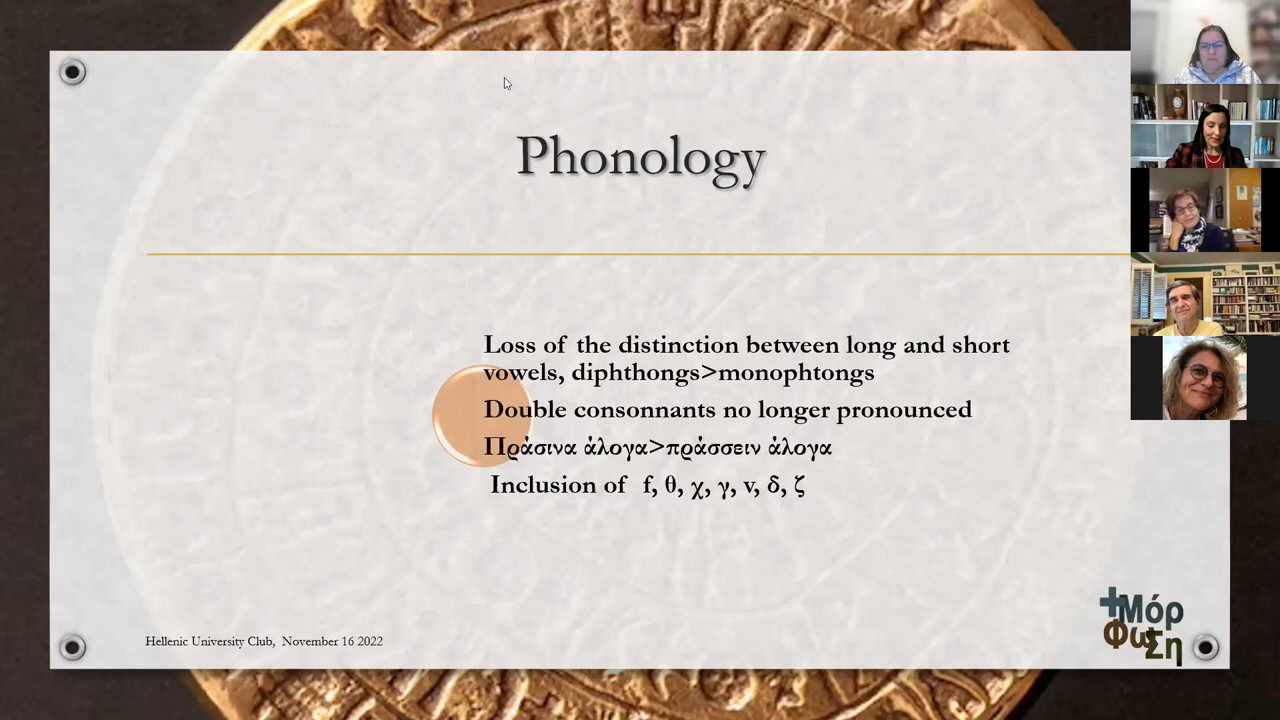 Phonology
Loss of the distinction between long and short
vowels, diphthongs>monophtongs
Double consonnants no longer pronounced
Πράσινα άλογα>πράσσειν άλογα
Inclusion of f, θ, χ, γ, v, δ, ζ
Hellenic University Club, November 16 2022
+Μόρ
Φω
Ση